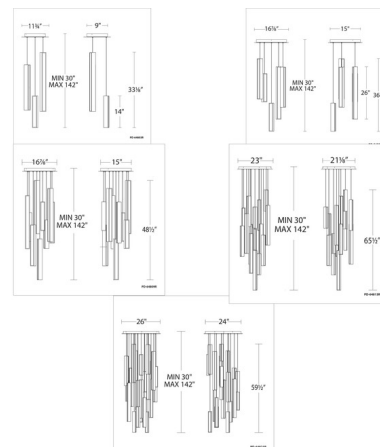 11⅜"
9"
MIN 30"
MAX 142"
33⅛"
14"
16⅞"
15"
MIN 30"
MAX 142"
26"
16⅞"
15"
MIN 30"
MAX 142"
48½"
23"
21⅛"
MIN 30"
MAX 142"
65½"
26"
24"
MIN 30"
MAX 142"
59½"